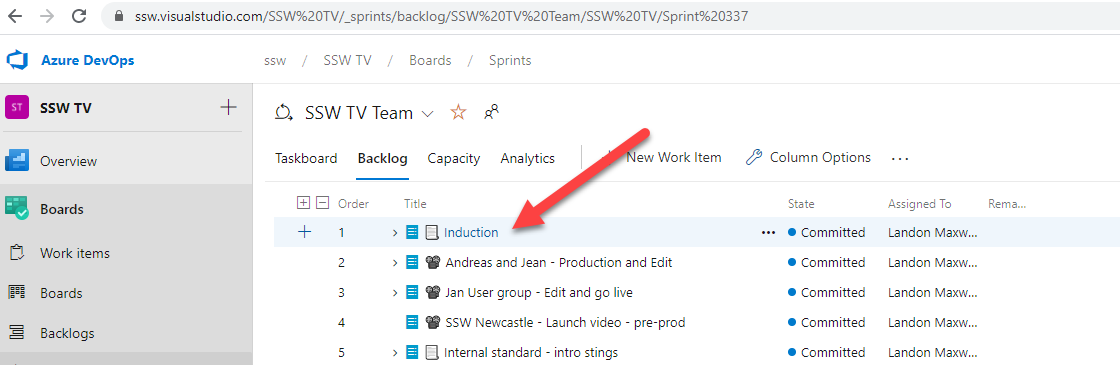 ssw.visualstudio.com/SSW%20TV/_sprints/backlog/SSW%20TV%20Team/SSW%20TV/Sprint%20337
Azure DevOps
ssw / SSW TV / Boards / Sprints
ST SSW TV
SSW TV Team
Overview
Taskboard Backlog Capacity Analytics New Work Item Column Options ...
Boards
Order Title State Assigned To Rema...
1 Induction ... Committed Landon Maxw...
Work items
2 Andreas and Jean - Production and Edit Committed Landon Maxw...
Boards
3 Jan User group - Edit and go live Committed Landon Maxw...
4 SSW Newcastle - Launch video - pre-prod Committed Landon Maxw...
Backlogs
5 Internal standard - intro stings Committed Landon Maxw...